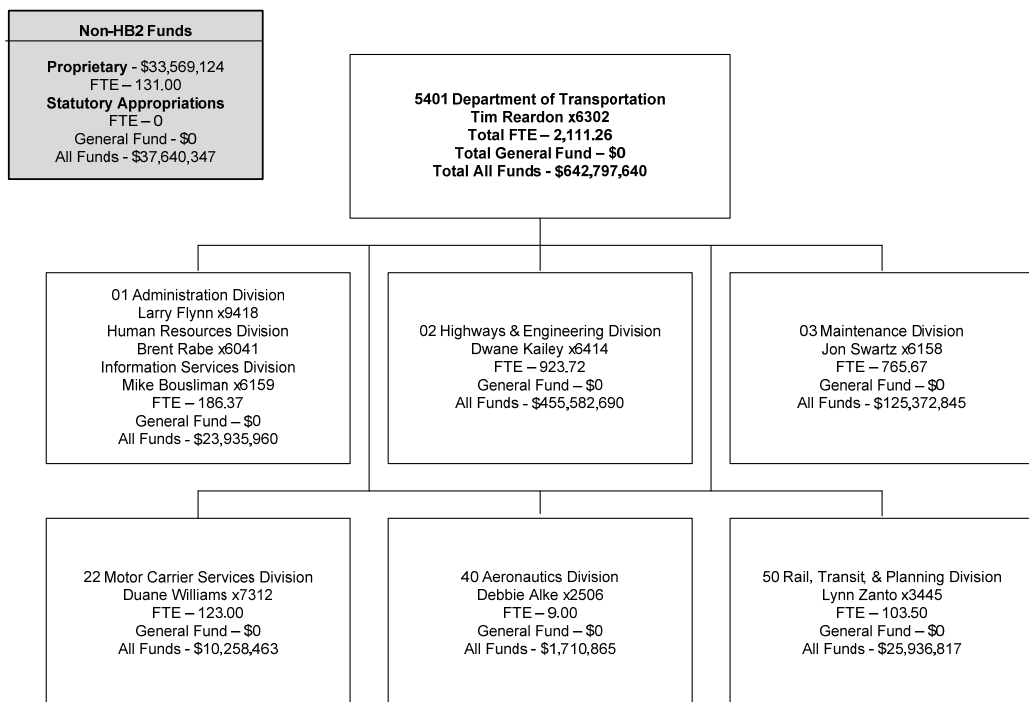 Non-HB2 Funds
Proprietary - $33,569,124
FTE – 131.00
Statutory Appropriations
FTE – 0
General Fund - $0
All Funds - $37,640,347
5401 Department of Transportation
Tim Reardon x6302
Total FTE – 2,111.26
Total General Fund – $0
Total All Funds - $642,797,640
01 Administration Division
Larry Flynn x9418
Human Resources Division
Brent Rabe x6041
Information Services Division
Mike Bousliman x6159
FTE – 186.37
General Fund – $0
All Funds - $23,935,960
02 Highways & Engineering Division
Dwane Kailey x6414
FTE – 923.72
General Fund – $0
All Funds - $455,582,690
03 Maintenance Division
Jon Swartz x6158
FTE – 765.67
General Fund – $0
All Funds - $125,372,845
22 Motor Carrier Services Division
Duane Williams x7312
FTE – 123.00
General Fund – $0
All Funds - $10,258,463
40 Aeronautics Division
Debbie Alke x2506
FTE – 9.00
General Fund – $0
All Funds - $1,710,865
50 Rail, Transit, & Planning Division
Lynn Zanto x3445
FTE – 103.50
General Fund – $0
All Funds - $25,936,817